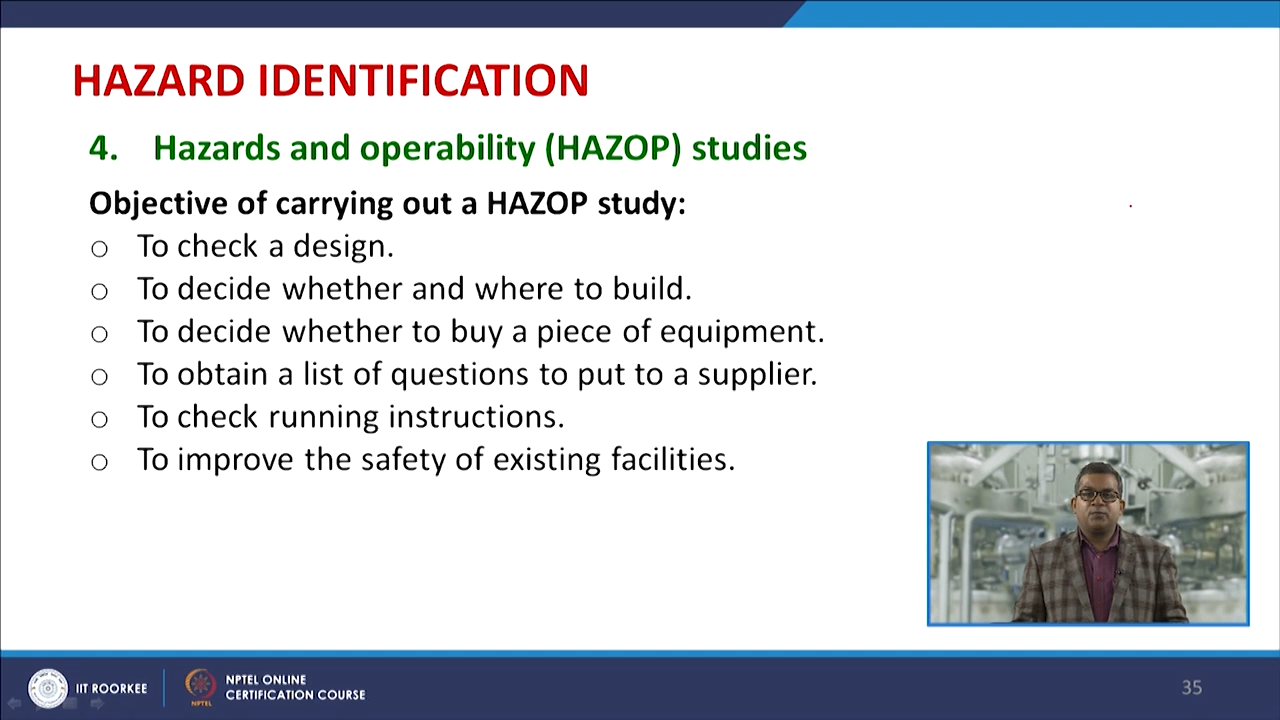 HAZARD IDENTIFICATION
4. Hazards and operability (HAZOP) studies
Objective of carrying out a HAZOP study:
o To check a design.
o To decide whether and where to build.
o To decide whether to buy a piece of equipment.
o To obtain a list of questions to put to a supplier.
o To check running instructions.
o To improve the safety of existing facilities.
IIT ROORKEE
NPTEL
NPTEL ONLINE
CERTIFICATION COURSE
35